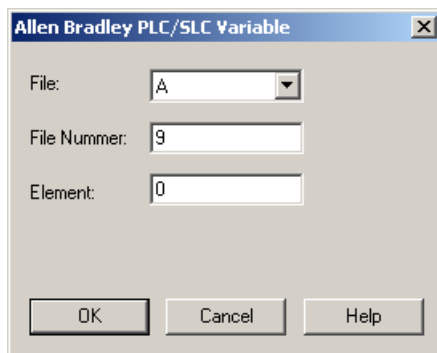 Allen Bradley PLC/SLC Variable
File: A
File Nummer: 9
Element: 0
OK Cancel Help